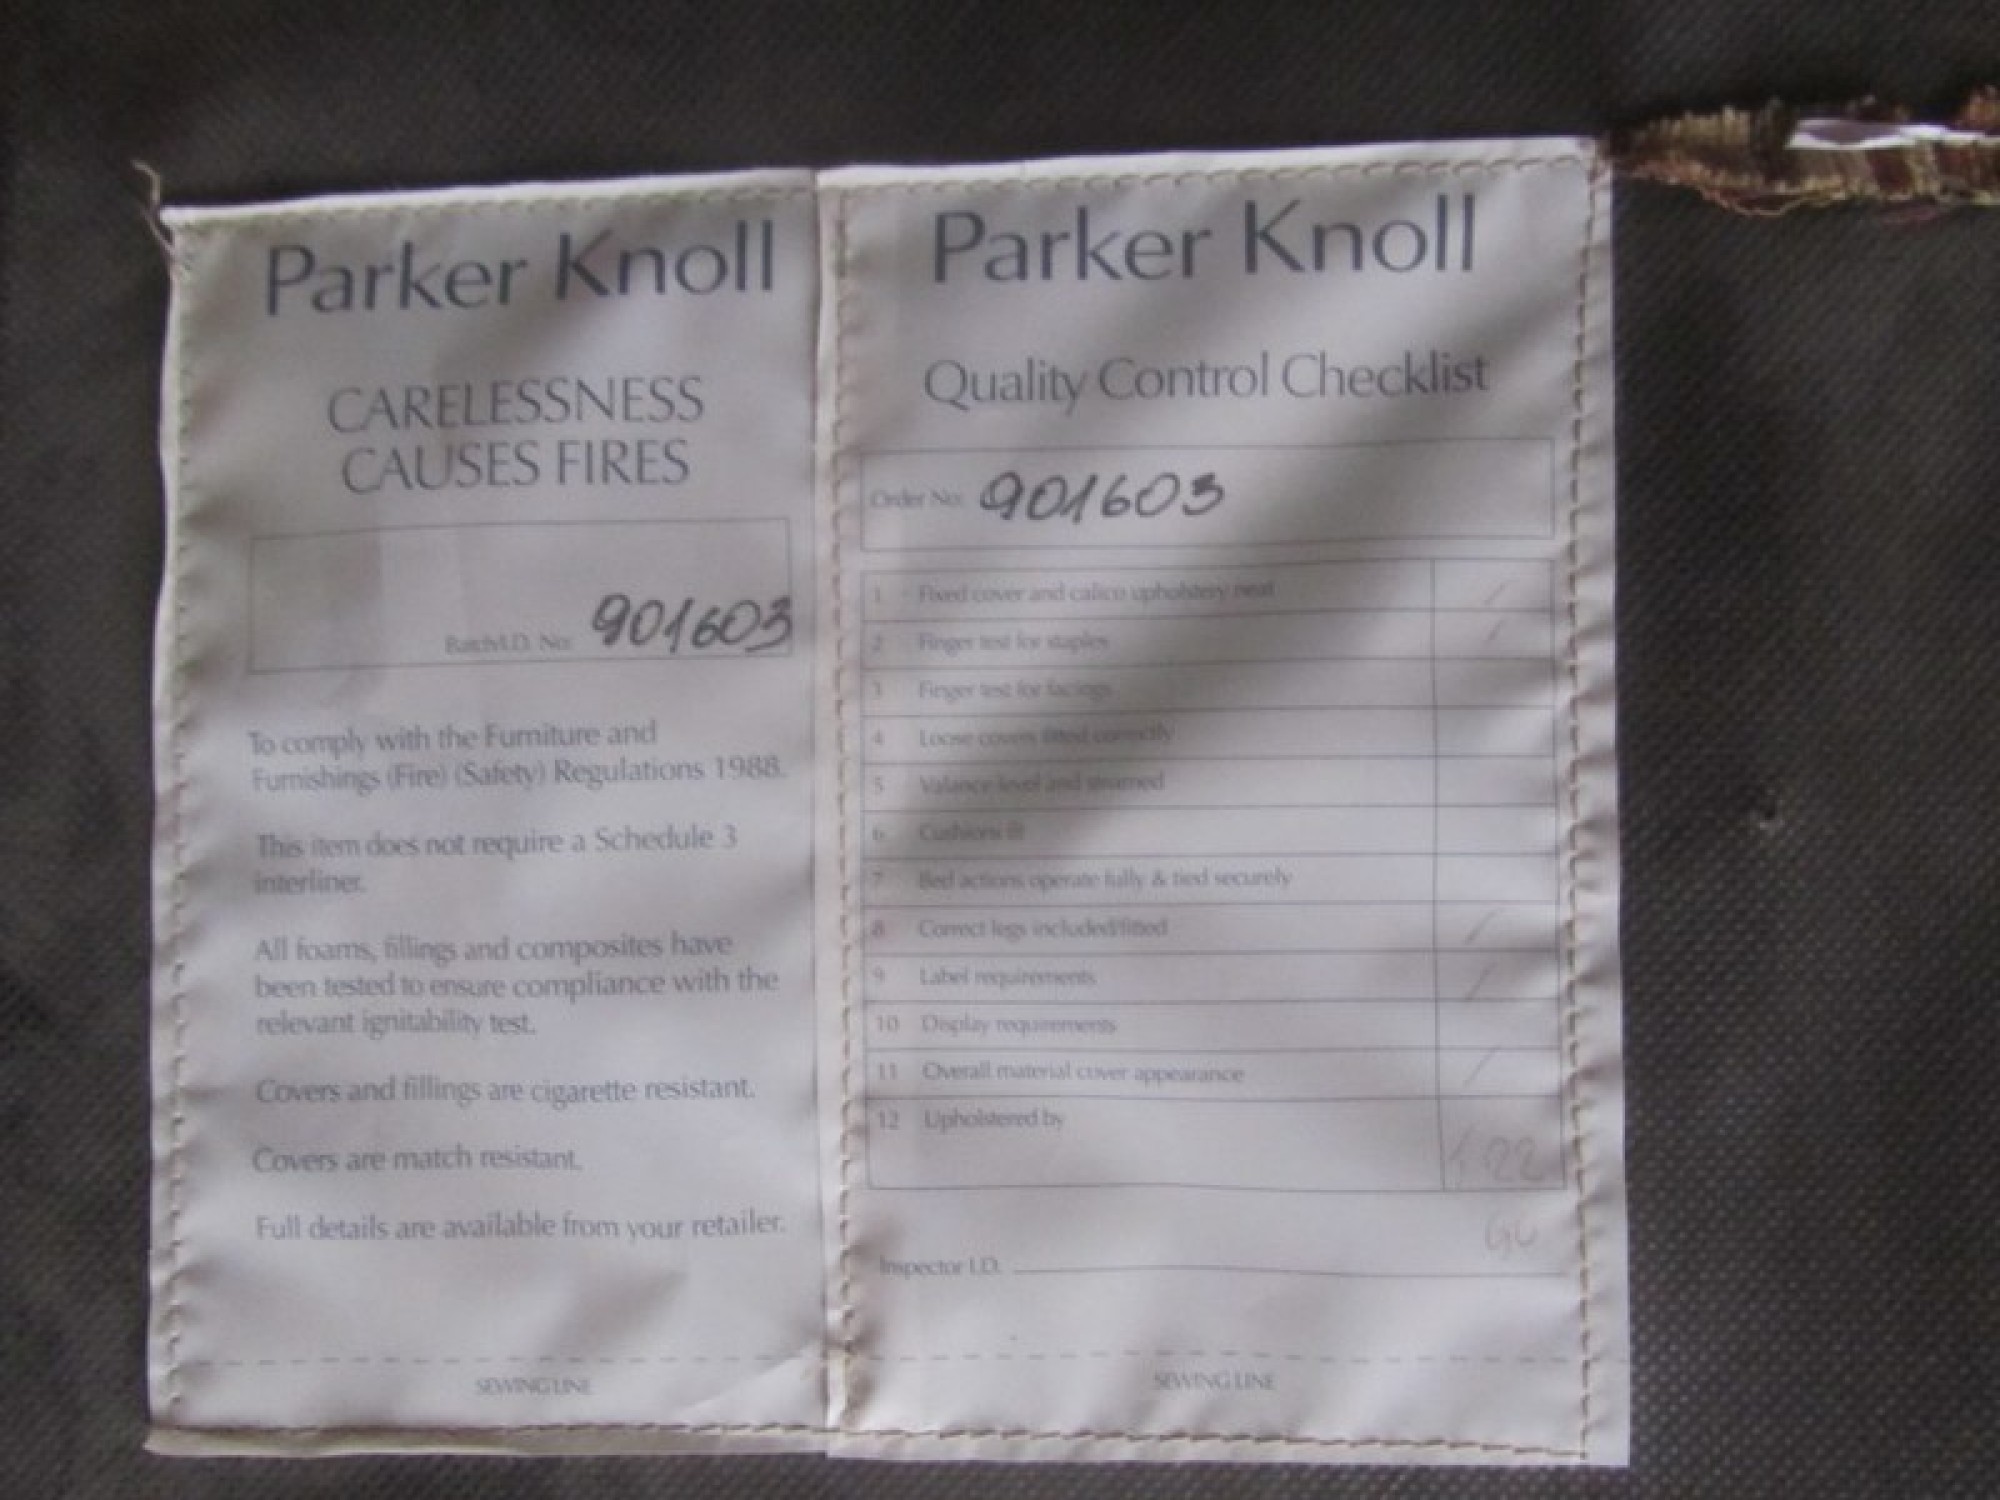 Parker Knoll
CARELESSNESS
CAUSES FIRES
Batch/I.D. No: 901603
To comply with the Furniture and
Furnishings (Fire) (Safety) Regulations 1988.
This item does not require a Schedule 3
interliner.
All foams, fillings and composites have
been tested to ensure compliance with the
relevant ignitability test.
Covers and fillings are cigarette resistant.
Covers are match resistant.
Full details are available from your retailer.
SEWING LINE
Parker Knoll
Quality Control Checklist
Order No: 901603
1 Fixed cover and calico upholstery neat /
2 Finger test for staples /
3 Finger test for facings
4 Loose covers fitted correctly
5 Valance level and steamed
6 Cushions fit
7 Bed actions operate fully & tied securely
8 Correct legs included/fitted /
9 Label requirements /
10 Display requirements
11 Overall material cover appearance /
12 Upholstered by
Inspector I.D.
SEWING LINE